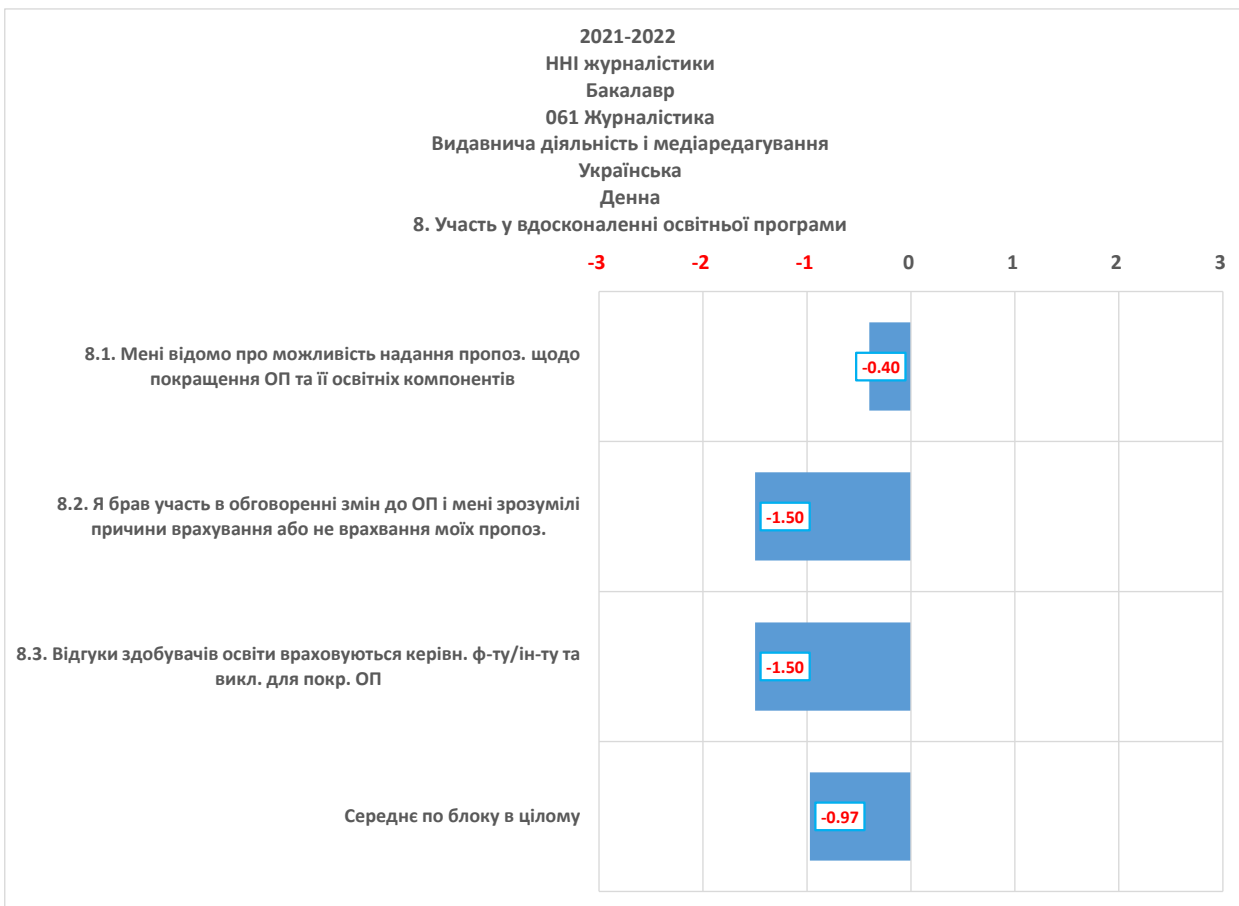 2021-2022
ННІ журналістики
Бакалавр
061 Журналістика
Видавнича діяльність і медіаредагування
Українська
Денна
8. Участь у вдосконаленні освітньої програми
-3 -2 -1 0 1 2 3
8.1. Мені відомо про можливість надання пропоз. щодо
покращення ОП та її освітніх компонентів
-0.40
8.2. Я брав участь в обговоренні змін до ОП і мені зрозумілі
причини врахування або не врахвання моїх пропоз.
-1.50
8.3. Відгуки здобувачів освіти враховуються керівн. ф-ту/ін-ту та
викл. для покр. ОП
-1.50
Середнє по блоку в цілому
-0.97